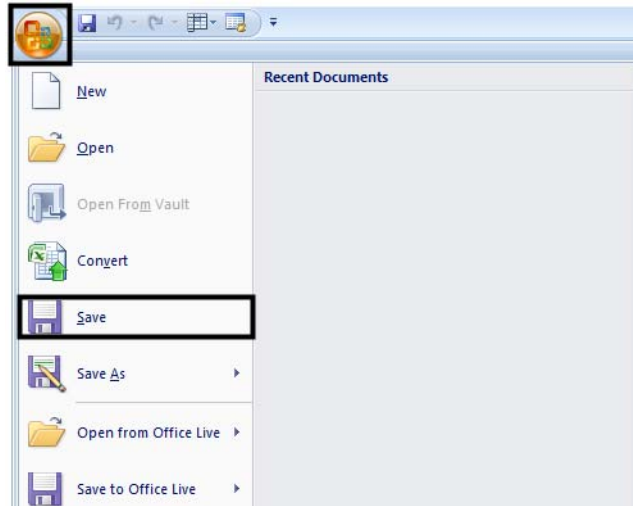 Recent Documents
New
Open
Open From Vault
Convert
Save
Save As
Open from Office Live
Save to Office Live